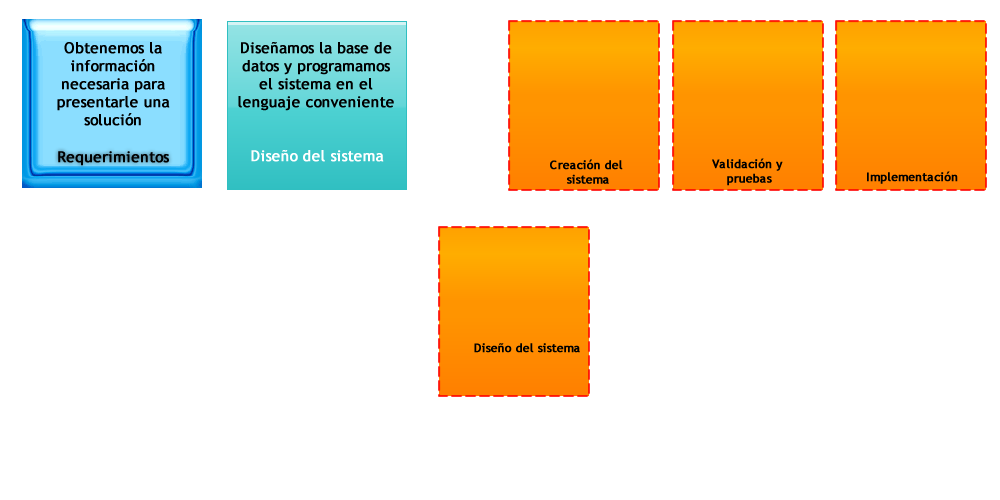 Obtenemos la
información
necesaria para
presentarle una
solución
Requerimientos
Diseñamos la base de
datos y programamos
el sistema en el
lenguaje conveniente
Diseño del sistema
Creación del
sistema
Validación y
pruebas
Implementación
Diseño del sistema